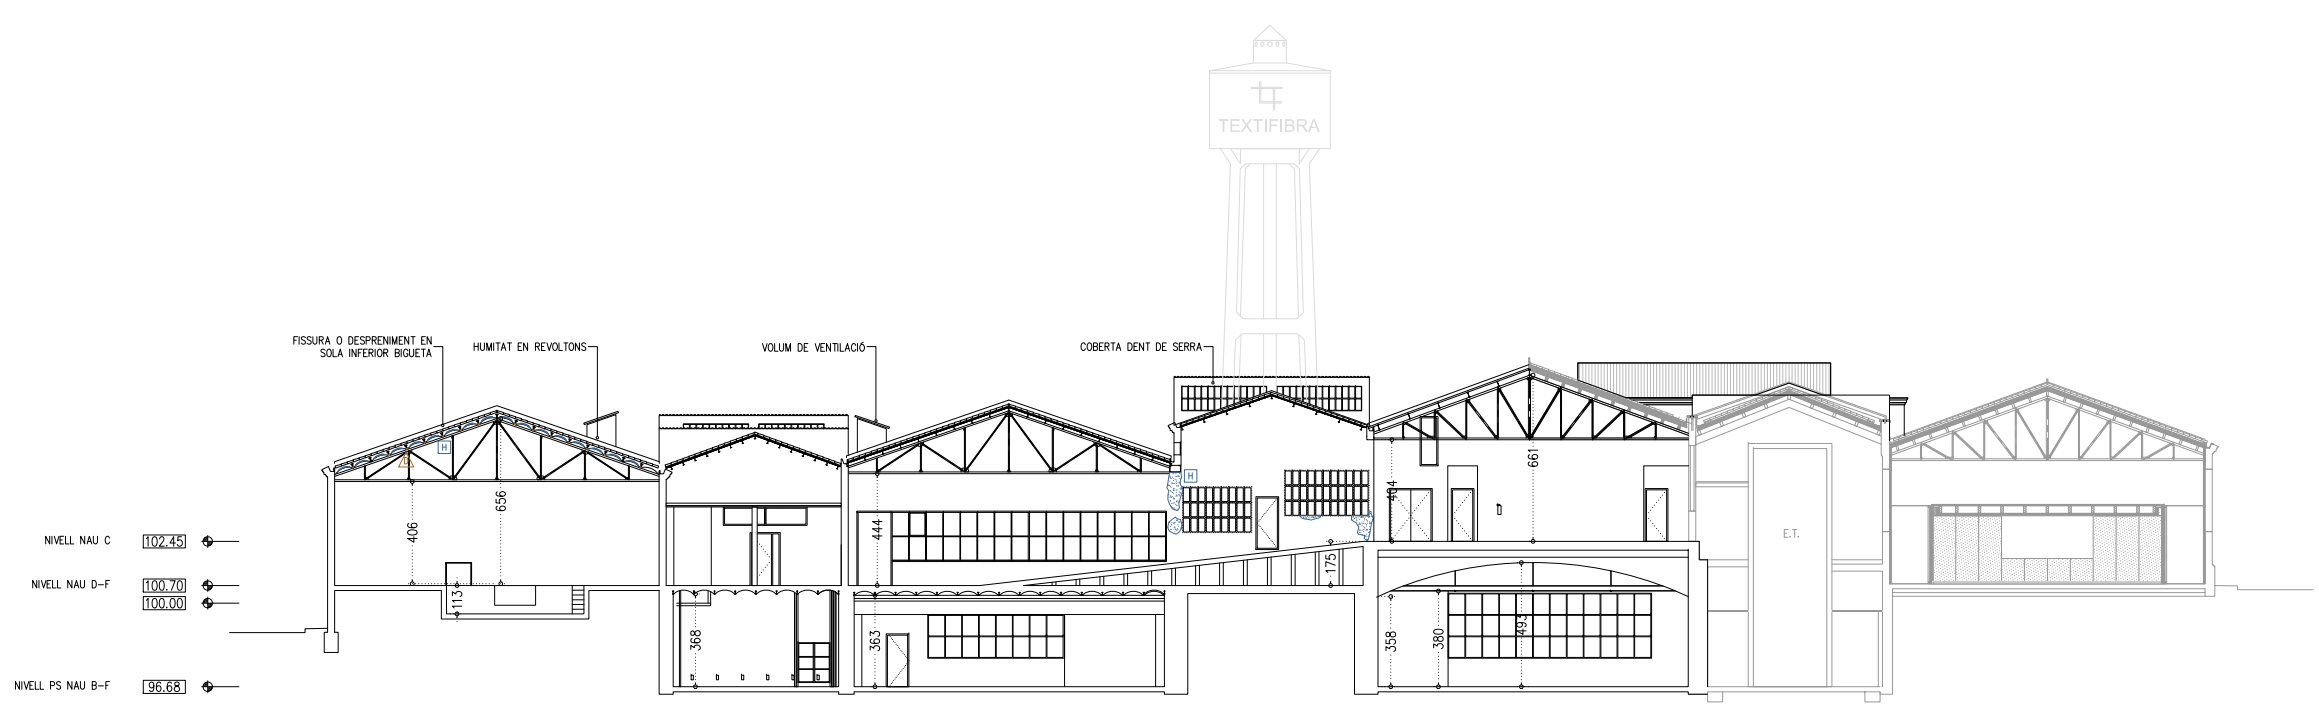 TEXTIFIBRA
FISSURA O DESPRENIMENT EN
SOLA INFERIOR BIGUETA
HUMITAT EN REVOLTONS
VOLUM DE VENTILACIÓ
COBERTA DENT DE SERRA
H
H
406
656
444
404
661
E.T.
NIVELL NAU C 102.45
NIVELL NAU D-F 100.70
100.00
175
113
368
363
358
380
493
NIVELL PS NAU B-F 96.68